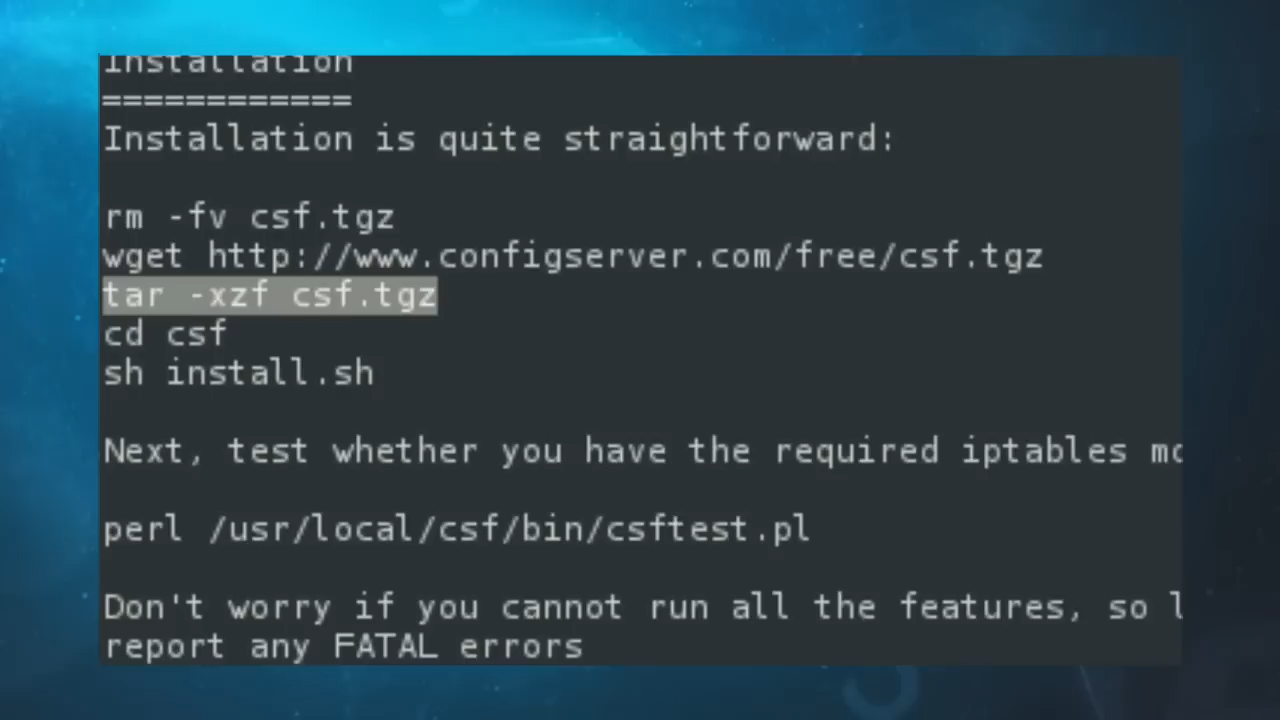 Installation
============
Installation is quite straightforward:
rm -fv csf.tgz
wget http://www.configserver.com/free/csf.tgz
tar -xzf csf.tgz
cd csf
sh install.sh
Next, test whether you have the required iptables
perl /usr/local/csf/bin/csftest.pl
Don't worry if you cannot run all the features, so
report any FATAL errors